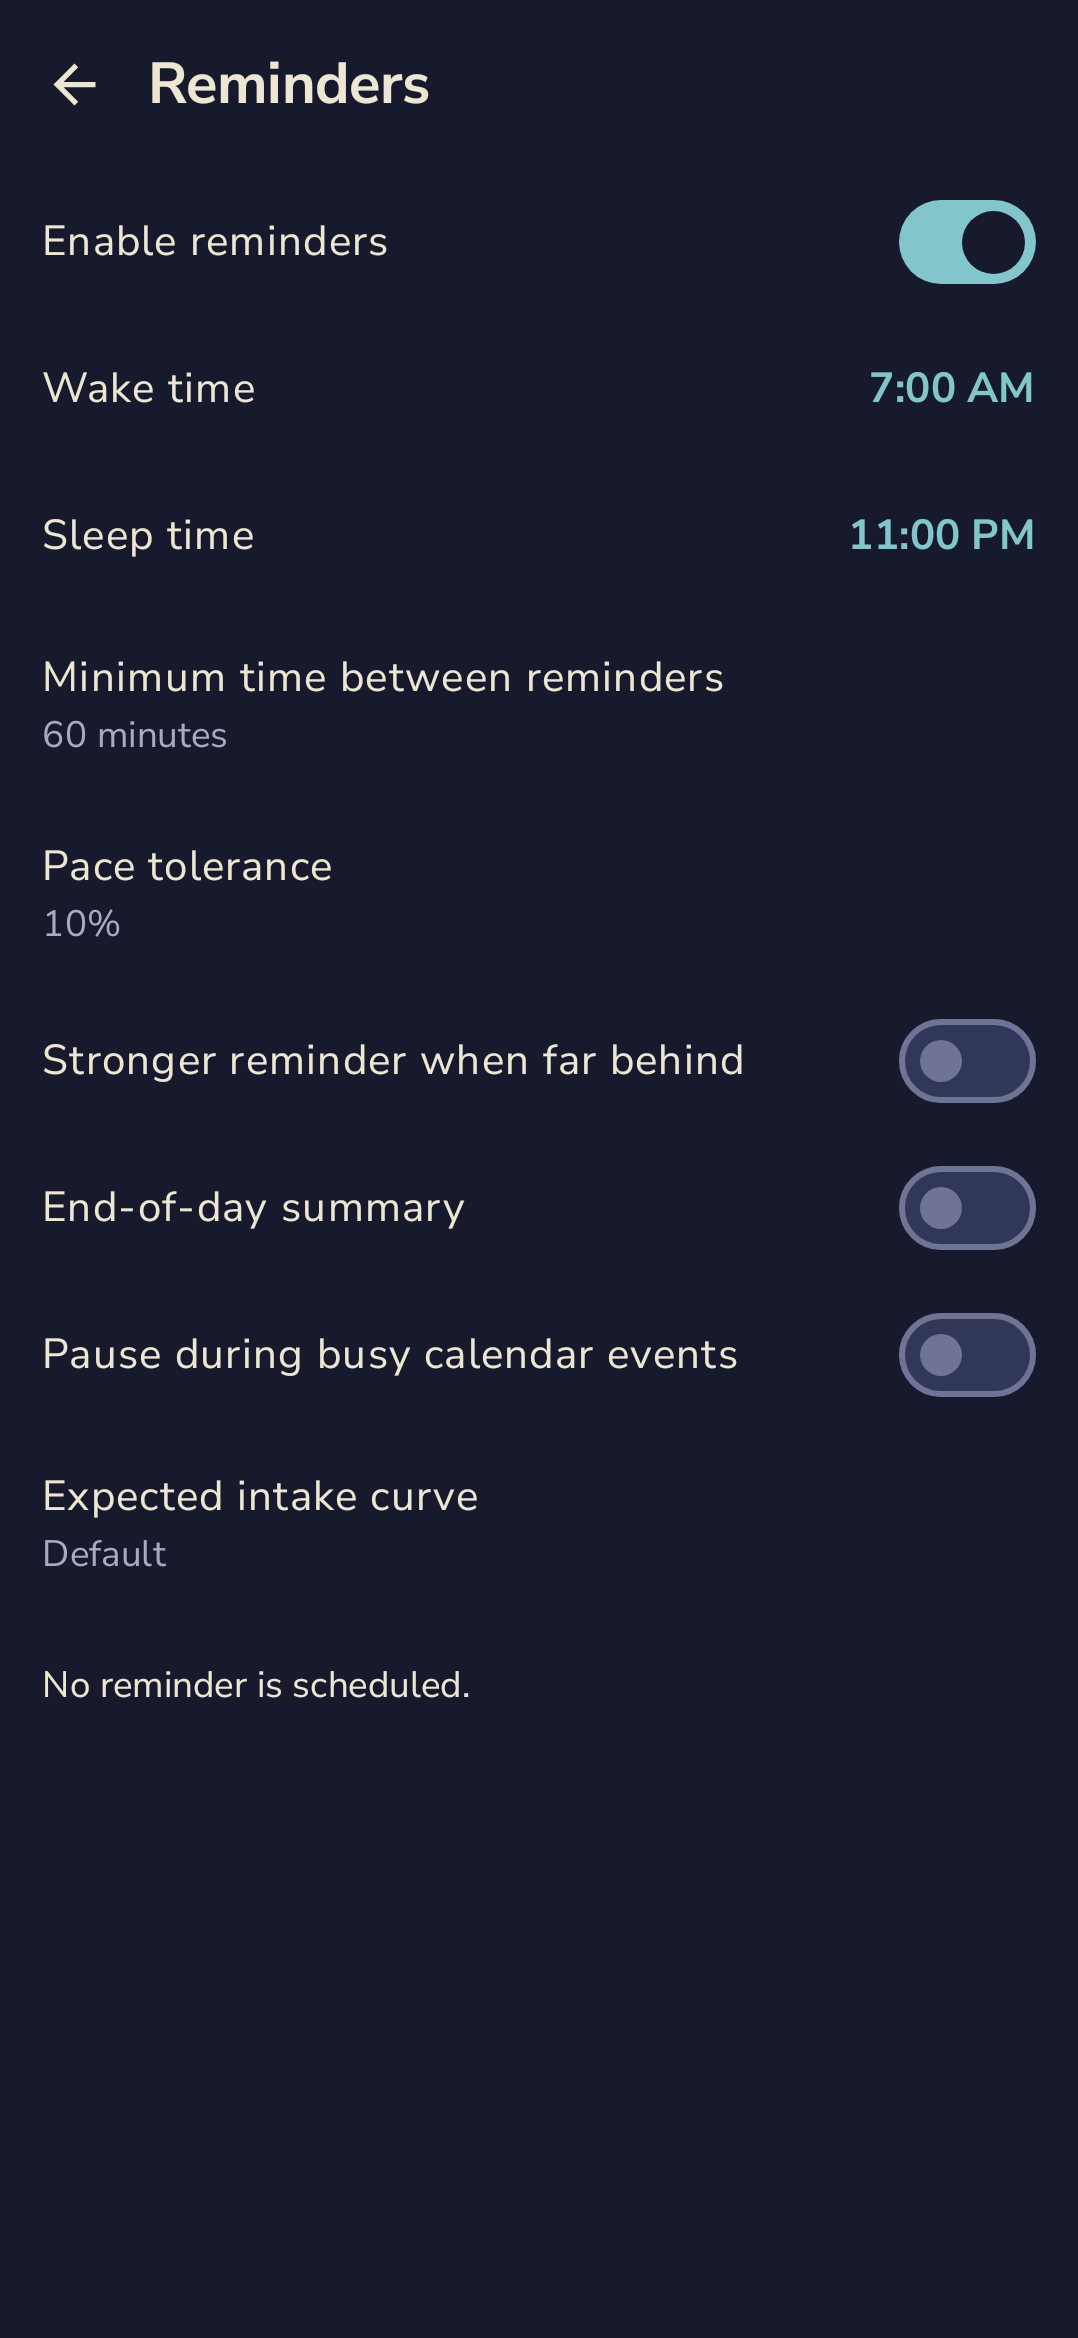 Reminders
Enable reminders
Wake time
7:00 AM
Sleep time
11:00 PM
Minimum time between reminders
60 minutes
Pace tolerance
10%
Stronger reminder when far behind
End-of-day summary
Pause during busy calendar events
Expected intake curve
Default
No reminder is scheduled.